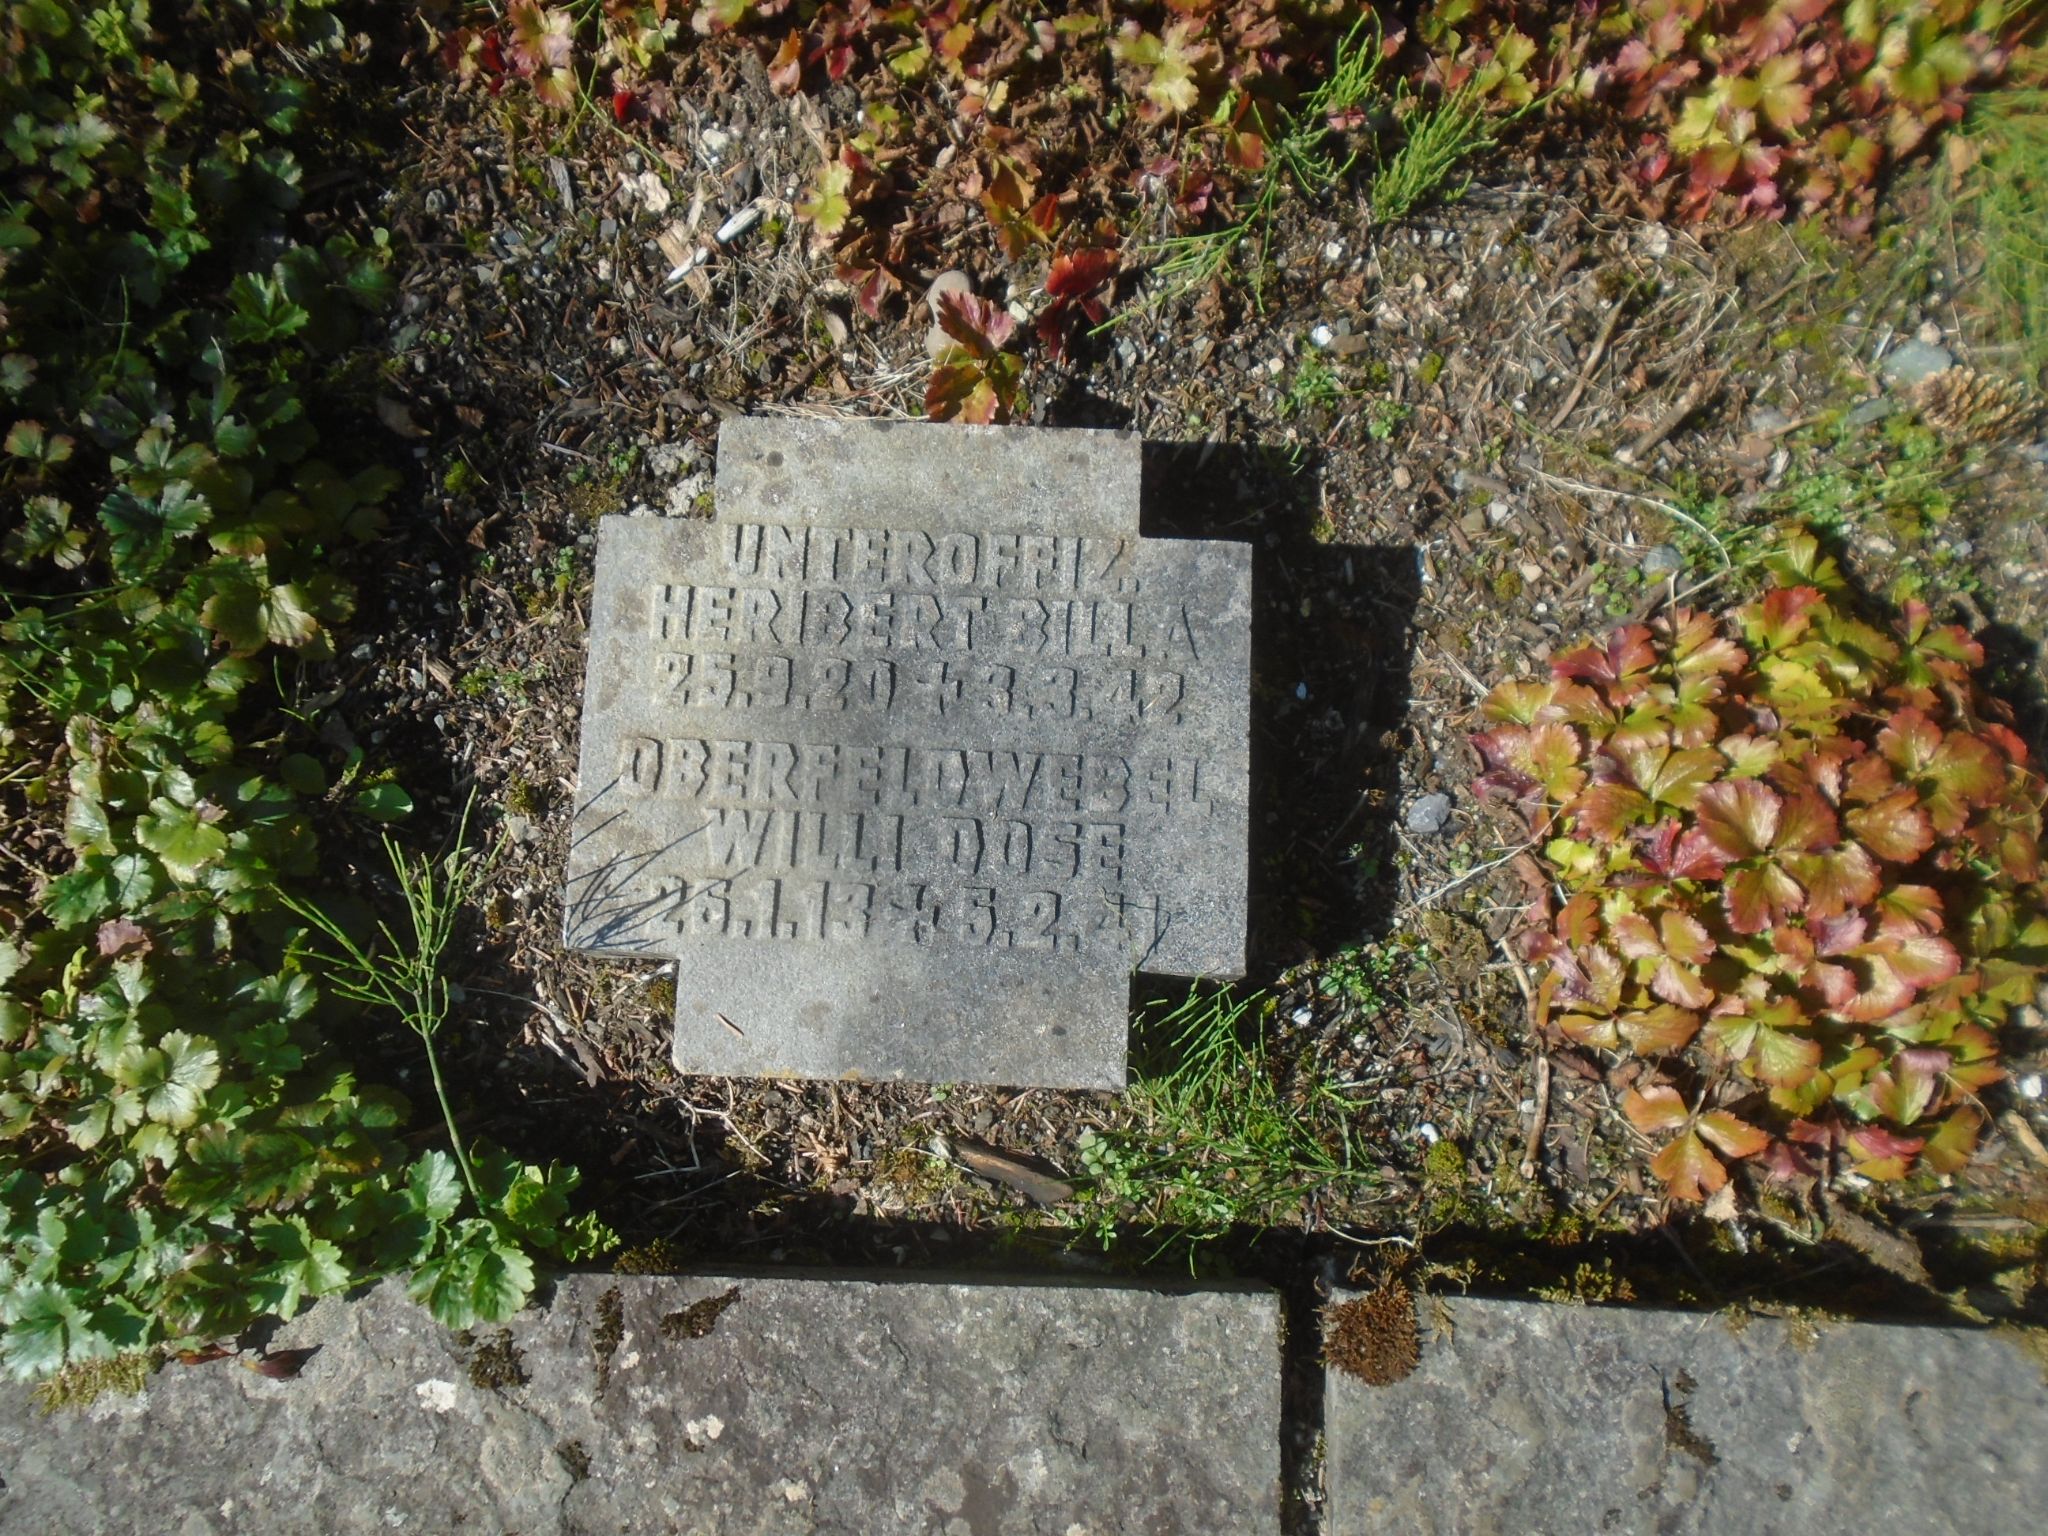 UNTEROFFIZ.
HERIBERT BILLA
25.9.20 + 3.3.42
OBERFELDWEBEL
WILLI DOSE
26.1.13 + 5.2.41